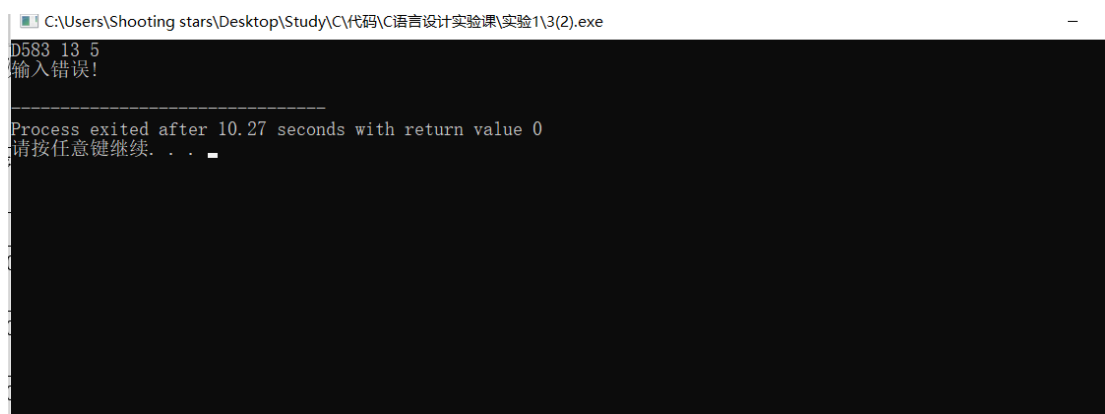 C:\Users\Shooting stars\Desktop\Study\C\代码\C语言设计实验课\实验1\3(2).exe
D583 13 5
输入错误!
--------------------------------
Process exited after 10.27 seconds with return value 0
请按任意键继续. . .